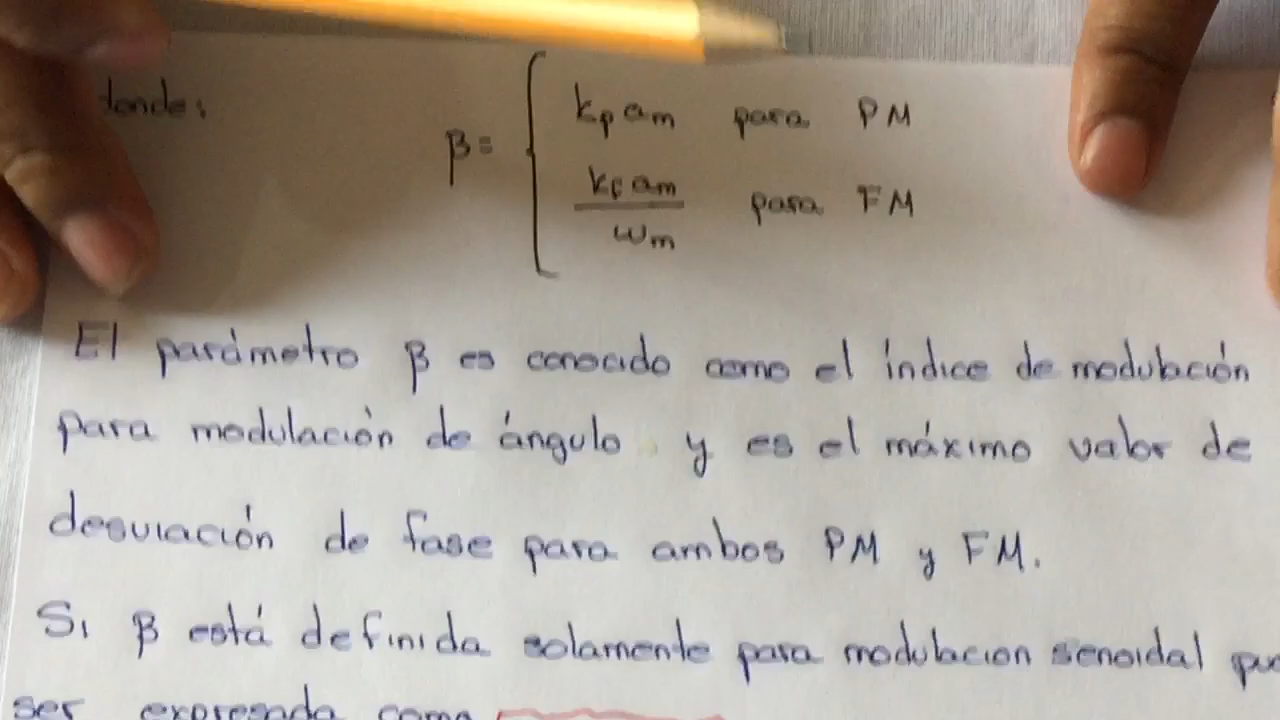 donde:
β = { kp am para PM
kf am / ωm para FM
El parámetro β es conocido como el índice de modulación
para modulación de ángulo y es el máximo valor de
desviación de fase para ambos PM y FM.
Si β está definida solamente para modulacion senoidal
ser expresada como